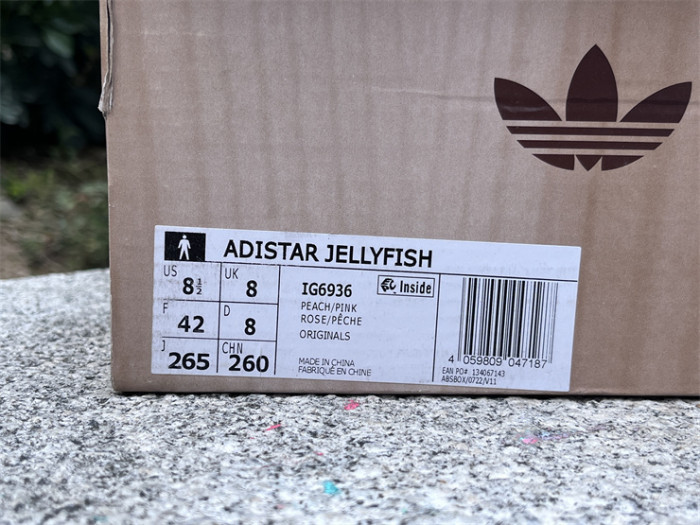 ADISTAR JELLYFISH
US 8½ UK 8
F 42 D 8
J 265 CHN 260
IG6936
Inside
PEACH/PINK
ROSE/PÊCHE
ORIGINALS
MADE IN CHINA
FABRIQUÉ EN CHINE
4 059809 047187
EAN PO#: 134067143
ABSBOX/0722/V11